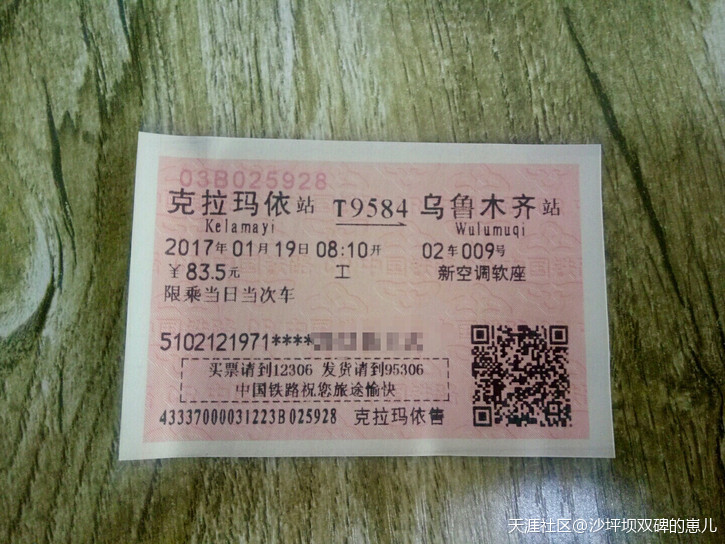 03B025928
克拉玛依站 T9584 乌鲁木齐站
Kelamayi Wulumuqi
2017年01月19日08:10开 02车009号
￥83.5元 工 新空调软座
限乘当日当次车
5102121971****
买票请到12306 发货请到95306
中国铁路祝您旅途愉快
43337000031223B025928 克拉玛依售
天涯社区@沙坪坝双碑的崽儿